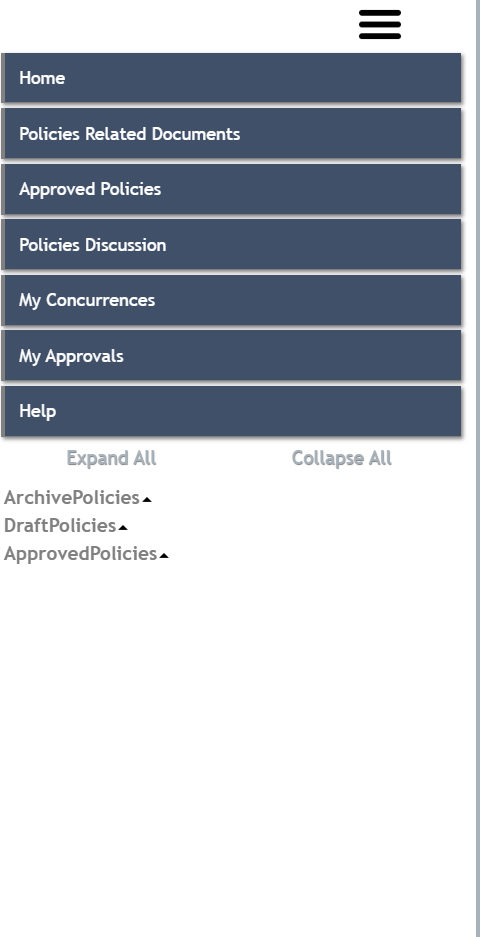 Home
Policies Related Documents
Approved Policies
Policies Discussion
My Concurrences
My Approvals
Help
Expand All Collapse All
ArchivePolicies
DraftPolicies
ApprovedPolicies